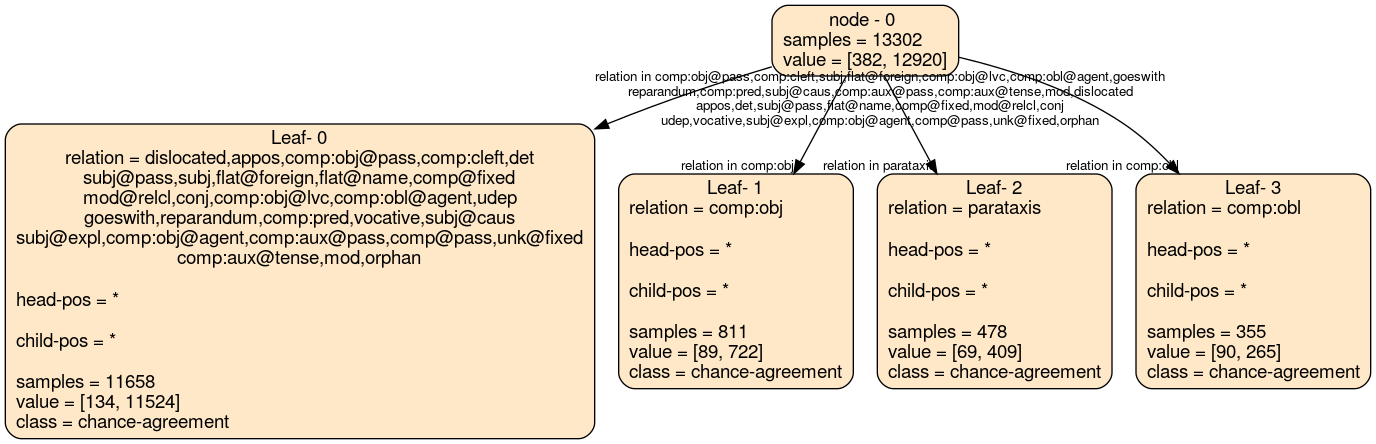 node - 0
samples = 13302
value = [382, 12920]
relation in comp:obj@pass,comp:cleft,subj,flat@foreign,comp:obj@lvc,comp:obl@agent,goeswith
reparandum,comp:pred,subj@caus,comp:aux@pass,comp:aux@tense,mod,dislocated
appos,det,subj@pass,flat@name,comp@fixed,mod@relcl,conj
udep,vocative,subj@expl,comp:obj@agent,comp@pass,unk@fixed,orphan
relation in comp:obj
relation in parataxis
relation in comp:obl
Leaf- 0
relation = dislocated,appos,comp:obj@pass,comp:cleft,det
subj@pass,subj,flat@foreign,flat@name,comp@fixed
mod@relcl,conj,comp:obj@lvc,comp:obl@agent,udep
goeswith,reparandum,comp:pred,vocative,subj@caus
subj@expl,comp:obj@agent,comp:aux@pass,comp@pass,unk@fixed
comp:aux@tense,mod,orphan
head-pos = *
child-pos = *
samples = 11658
value = [134, 11524]
class = chance-agreement
Leaf- 1
relation = comp:obj
head-pos = *
child-pos = *
samples = 811
value = [89, 722]
class = chance-agreement
Leaf- 2
relation = parataxis
head-pos = *
child-pos = *
samples = 478
value = [69, 409]
class = chance-agreement
Leaf- 3
relation = comp:obl
head-pos = *
child-pos = *
samples = 355
value = [90, 265]
class = chance-agreement